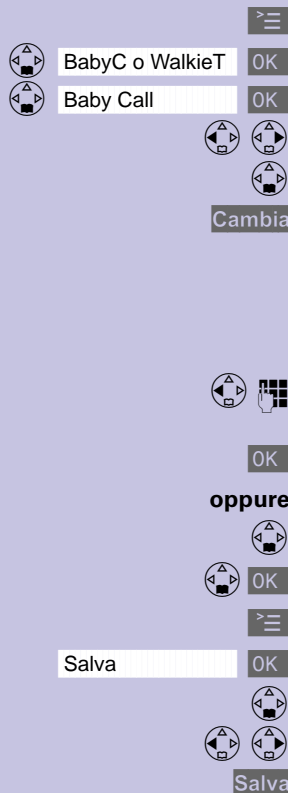 BabyC o WalkieT OK
Baby Call OK
Cambia
OK
oppure
OK
Salva OK
Salva